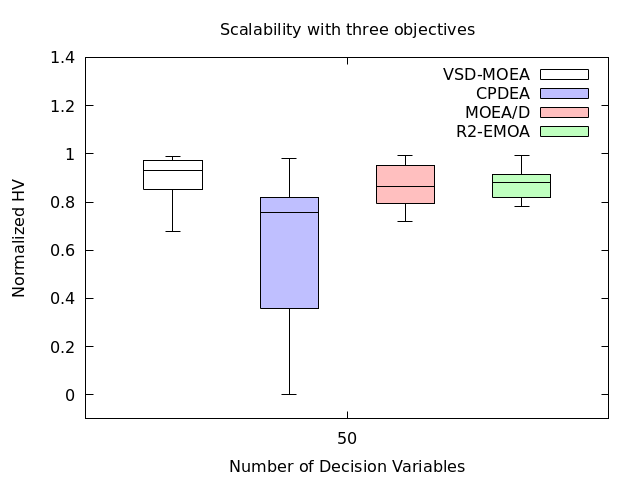 Scalability with three objectives
1.4
1.2
1
0.8
0.6
0.4
0.2
0
Normalized HV
VSD-MOEA
CPDEA
MOEA/D
R2-EMOA
50
Number of Decision Variables